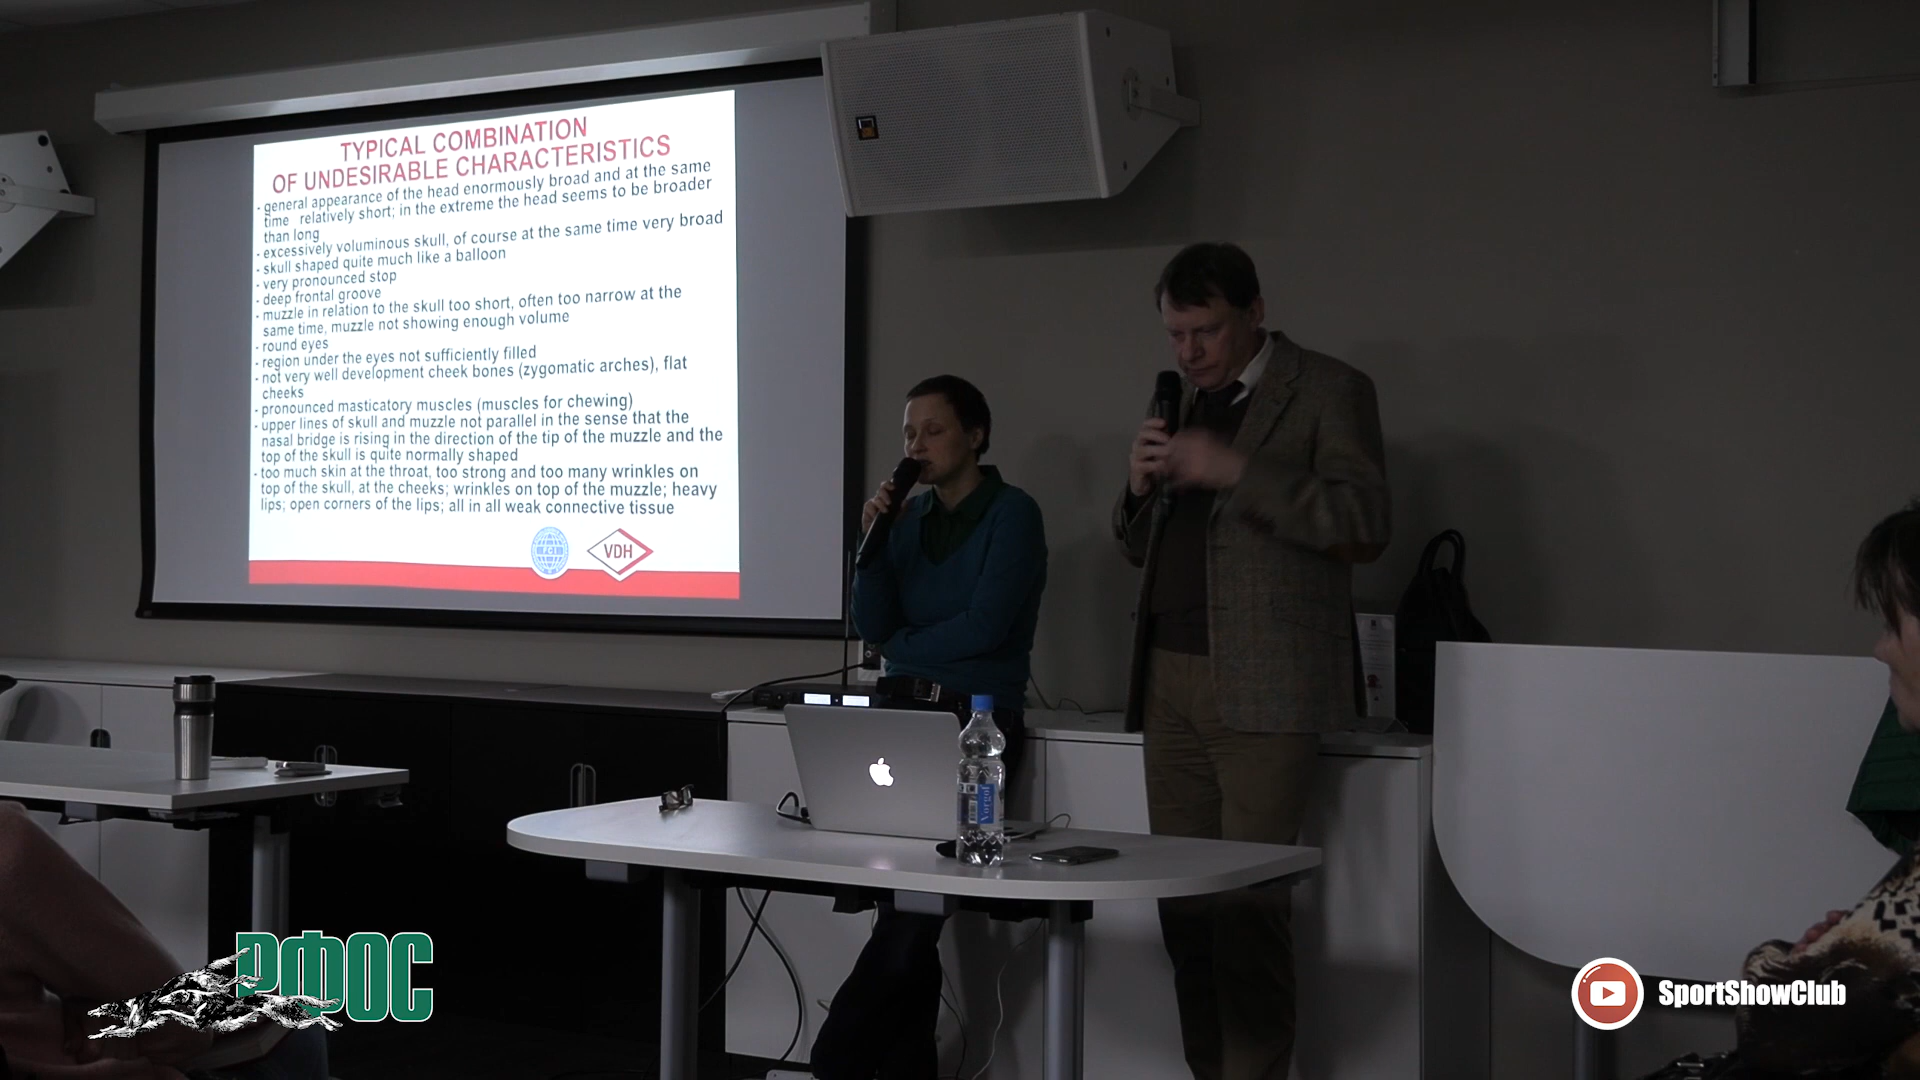 TYPICAL COMBINATION
OF UNDESIRABLE CHARACTERISTICS
- general appearance of the head enormously broad and at the same
time relatively short; in the extreme the head seems to be broader
than long
- excessively voluminous skull, of course at the same time very broad
- skull shaped quite much like a balloon
- very pronounced stop
- deep frontal groove
- muzzle in relation to the skull too short, often too narrow at the
same time, muzzle not showing enough volume
- round eyes
- region under the eyes not sufficiently filled
- not very well development cheek bones (zygomatic arches), flat
cheeks
- pronounced masticatory muscles (muscles for chewing)
- upper lines of skull and muzzle not parallel in the sense that the
nasal bridge is rising in the direction of the tip of the muzzle and the
top of the skull is quite normally shaped
- too much skin at the throat, too strong and too many wrinkles on
top of the skull, at the cheeks; wrinkles on top of the muzzle; heavy
lips; open corners of the lips; all in all weak connective tissue
FCI
VDH
Vorgol
РФОС
SportShowClub